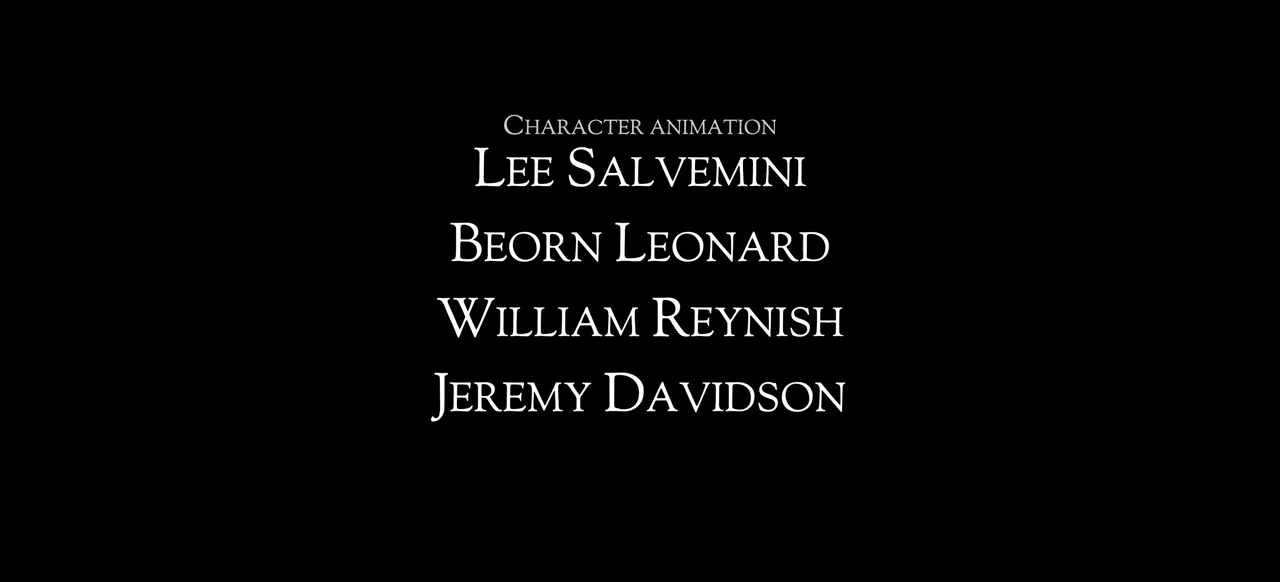 Character animation
Lee Salvemini
Beorn Leonard
William Reynish
Jeremy Davidson